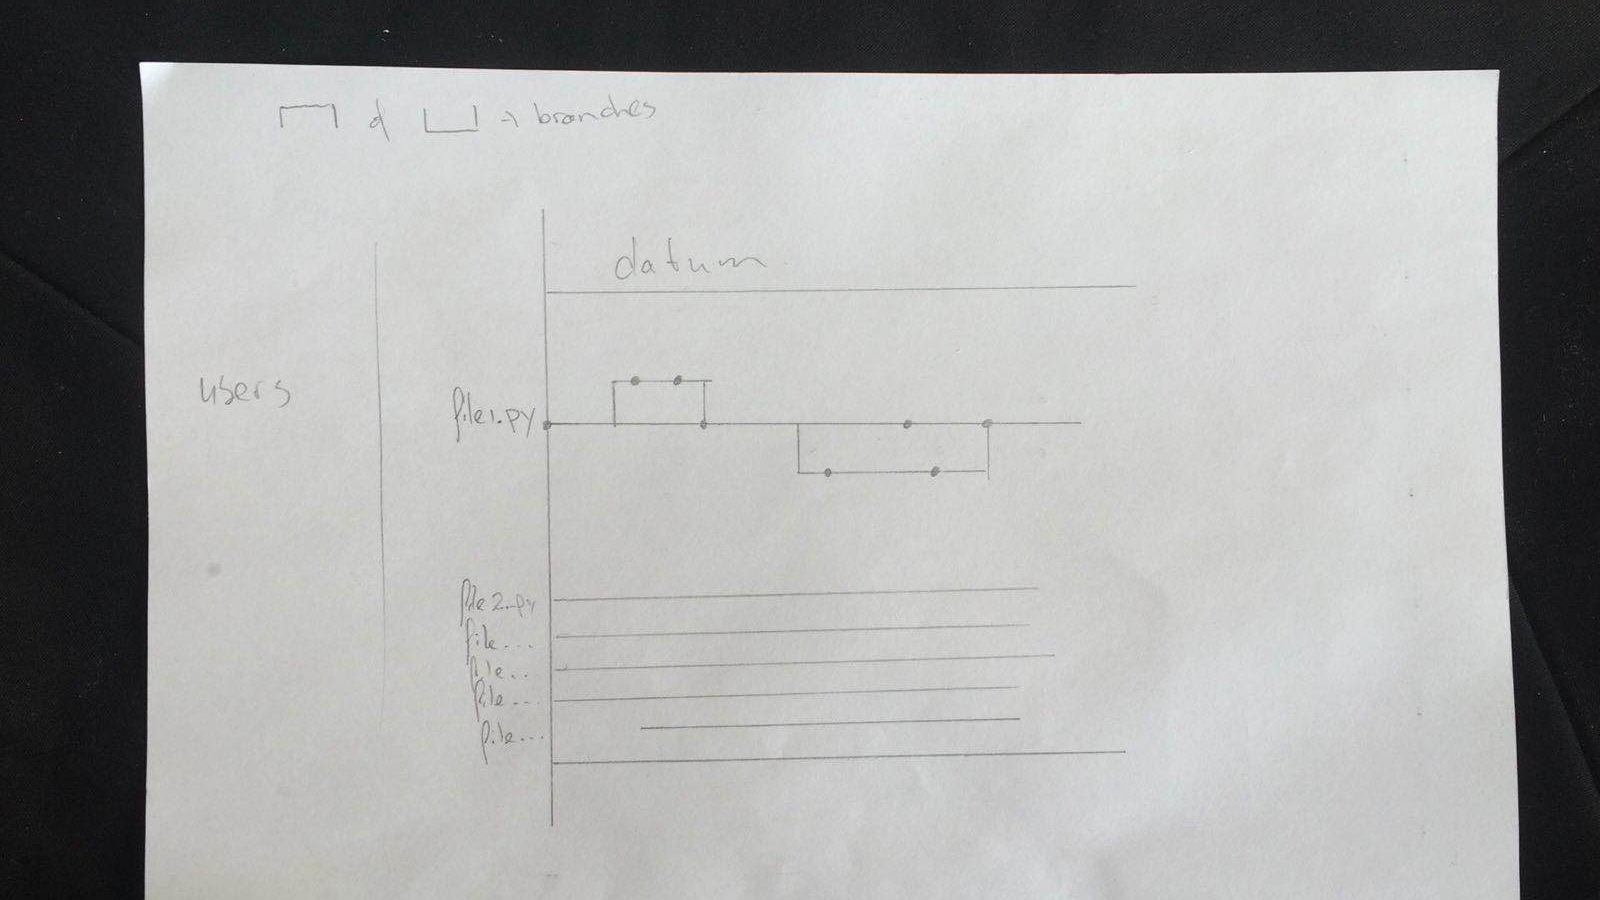 & → branches
datum
users
file1.py
file2.py
file...
file...
file...
file...